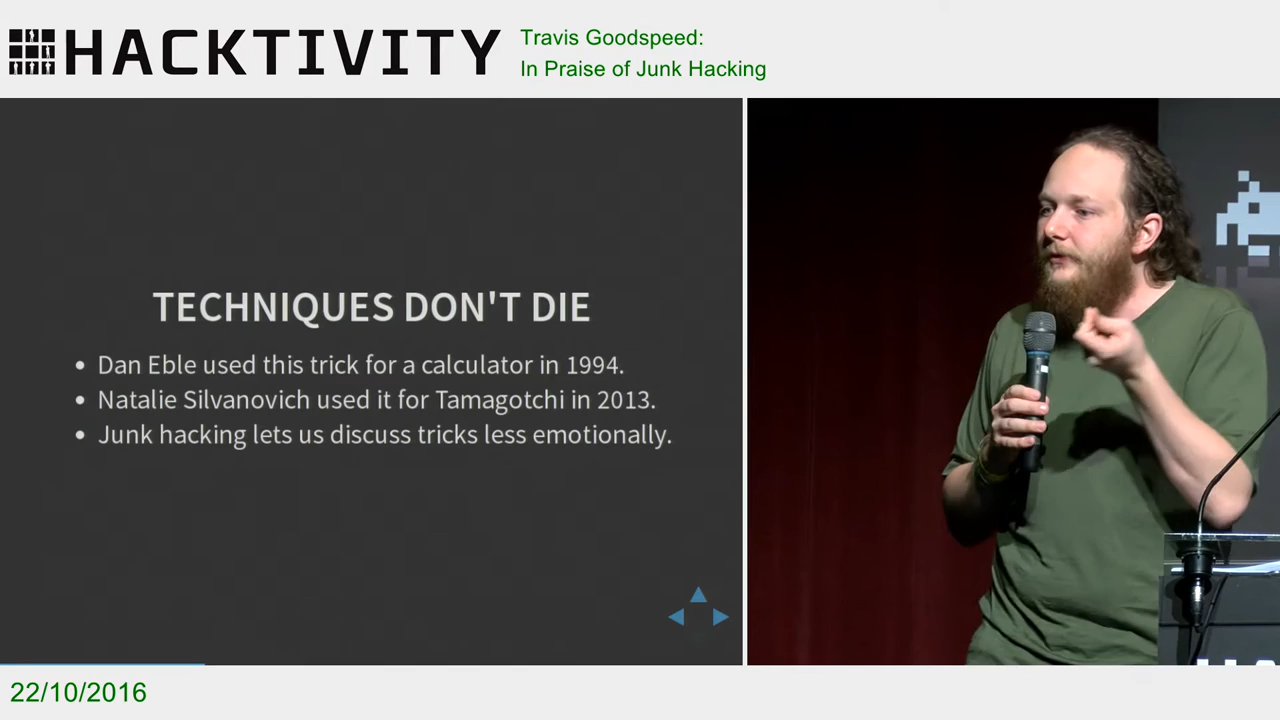 HACKTIVITY
Travis Goodspeed:
In Praise of Junk Hacking
TECHNIQUES DON'T DIE
Dan Eble used this trick for a calculator in 1994.
Natalie Silvanovich used it for Tamagotchi in 2013.
Junk hacking lets us discuss tricks less emotionally.
22/10/2016